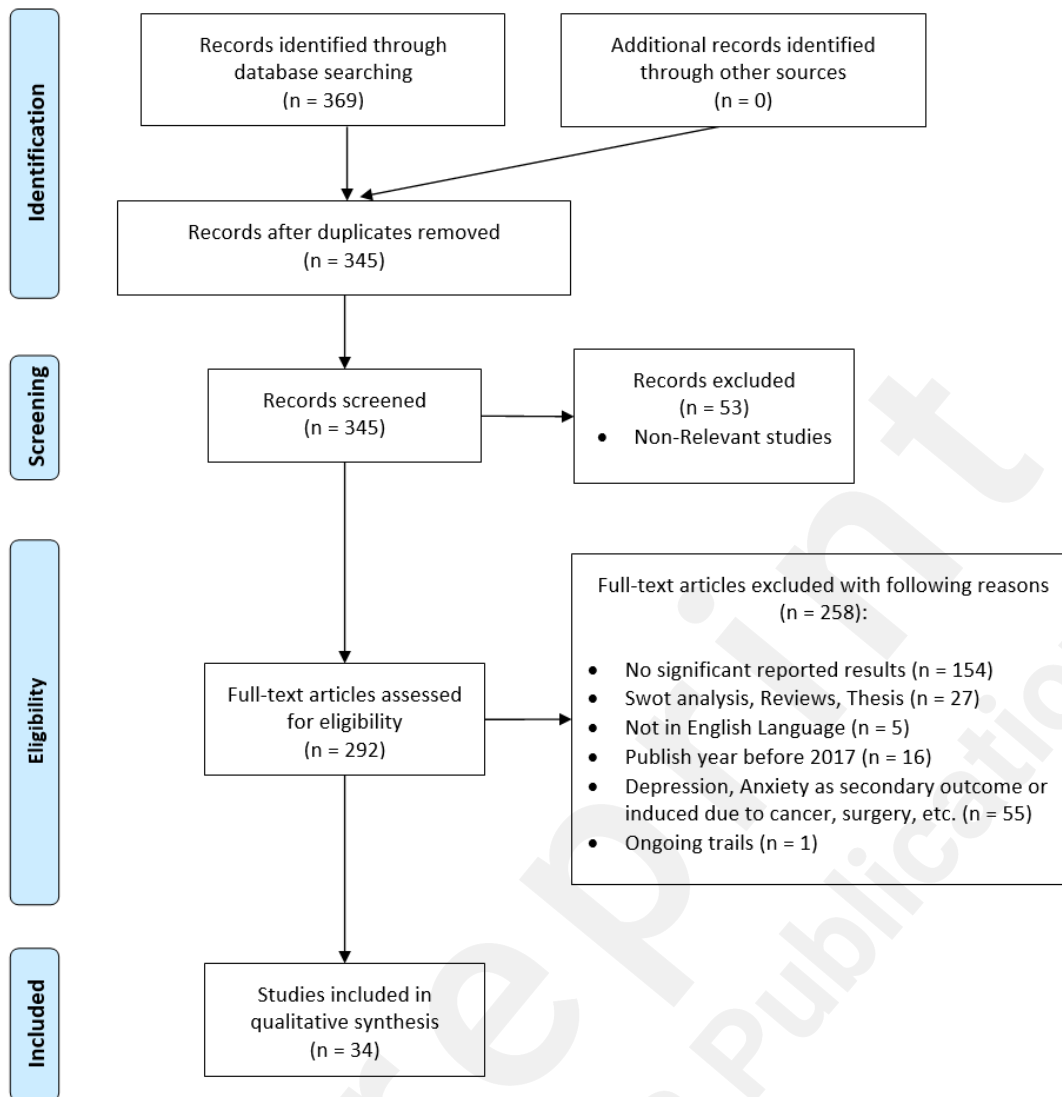 Identification
Records identified through
database searching
(n = 369)
Additional records identified
through other sources
(n = 0)
Records after duplicates removed
(n = 345)
Screening
Records screened
(n = 345)
Records excluded
(n = 53)
• Non-Relevant studies
Eligibility
Full-text articles assessed
for eligibility
(n = 292)
Full-text articles excluded with following reasons
(n = 258):
• No significant reported results (n = 154)
• Swot analysis, Reviews, Thesis (n = 27)
• Not in English Language (n = 5)
• Publish year before 2017 (n = 16)
• Depression, Anxiety as secondary outcome or
induced due to cancer, surgery, etc. (n = 55)
• Ongoing trails (n = 1)
Included
Studies included in
qualitative synthesis
(n = 34)